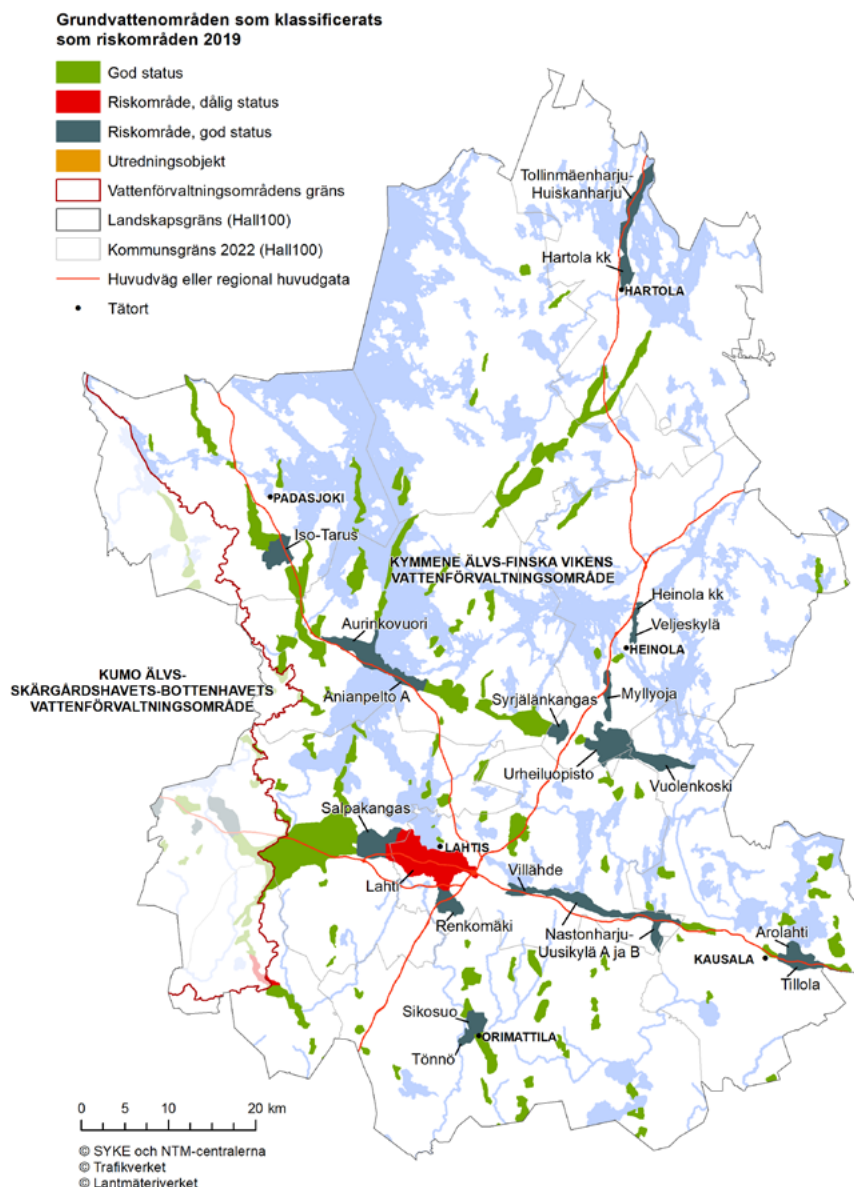 Grundvattenområden som klassificerats
som riskområden 2019
God status
Riskområde, dålig status
Riskområde, god status
Utredningsobjekt
Vattenförvaltningsområdens gräns
Landskapsgräns (Hall100)
Kommunsgräns 2022 (Hall100)
Huvudväg eller regional huvudgata
Tätort
Tollinmäenharju-
Huiskanharju
Hartola kk
HARTOLA
PADASJOKI
Iso-Tarus
KYMMENE ÄLVS-FINSKA VIKENS
VATTENFÖRVALTNINGSOMRÅDE
Heinola kk
Aurinkovuori
Veljeskylä
HEINOLA
KUMO ÄLVS-
SKÄRGÅRDSHAVETS-BOTTENHAVETS
VATTENFÖRVALTNINGSOMRÅDE
Anianpelto A
Syrjälänkangas
Myllyoja
Urheiluopisto
Vuolenkoski
Salpakangas
LAHTIS
Lahti
Villähde
Renkomäki
Nastonharju-
Uusikylä A ja B
Arolahti
KAUSALA
Tillola
Sikosuo
ORIMATTILA
Tönnö
0 5 10 20 km
© SYKE och NTM-centralerna
© Trafikverket
© Lantmäteriverket